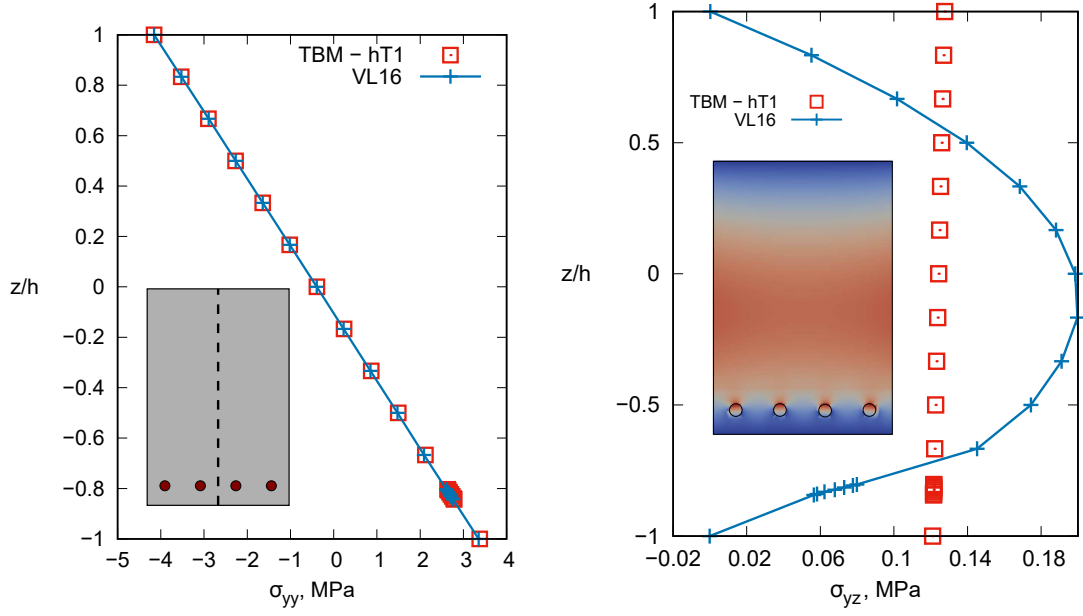 1
0.8
0.6
0.4
0.2
0
−0.2
−0.4
−0.6
−0.8
−1
z/h
TBM − hT1
VL16
−5 −4 −3 −2 −1 0 1 2 3 4
σyy, MPa
1
0.5
0
−0.5
−1
z/h
TBM − hT1
VL16
−0.02 0.02 0.06 0.1 0.14 0.18
σyz, MPa